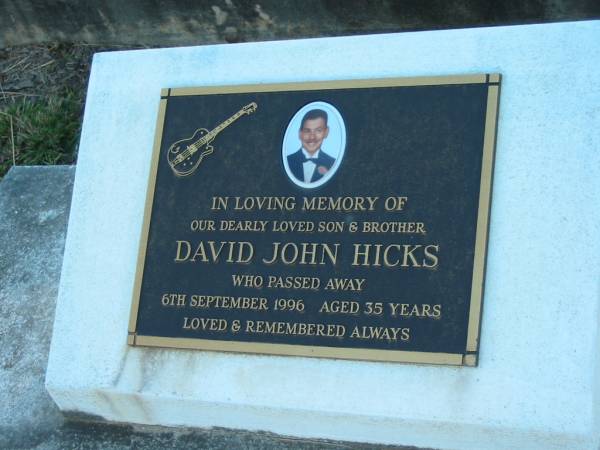 IN LOVING MEMORY OF
OUR DEARLY LOVED SON & BROTHER
DAVID JOHN HICKS
WHO PASSED AWAY
6TH SEPTEMBER 1996 AGED 35 YEARS
LOVED & REMEMBERED ALWAYS